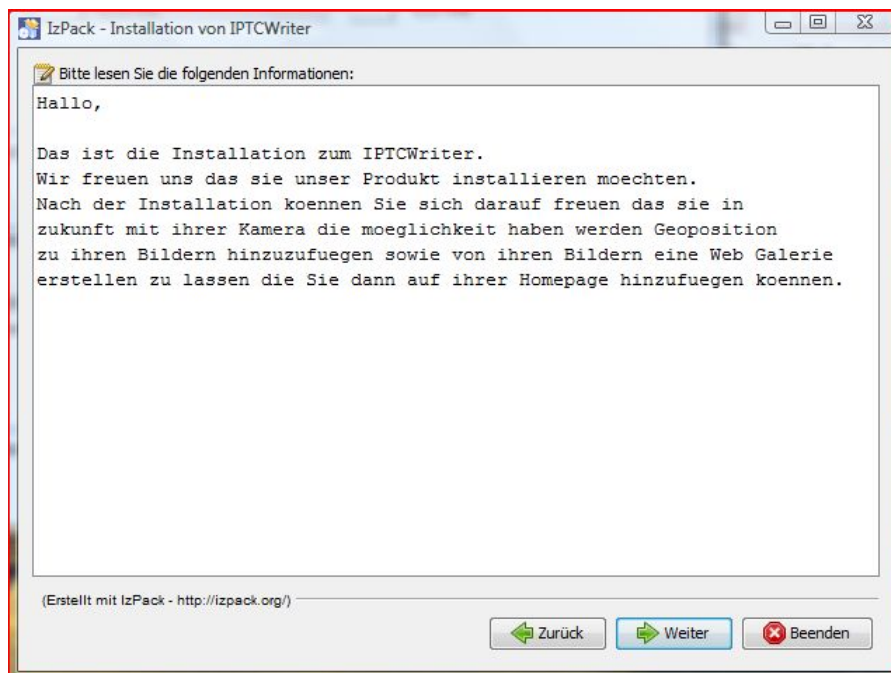 IzPack - Installation von IPTCWriter
Bitte lesen Sie die folgenden Informationen:
Hallo,
Das ist die Installation zum IPTCWriter.
Wir freuen uns das sie unser Produkt installieren moechten.
Nach der Installation koennen Sie sich darauf freuen das sie in
zukunft mit ihrer Kamera die moeglichkeit haben werden Geoposition
zu ihren Bildern hinzuzufuegen sowie von ihren Bildern eine Web Galerie
erstellen zu lassen die Sie dann auf ihrer Homepage hinzufuegen koennen.
(Erstellt mit IzPack - http://izpack.org/)
Zurück Weiter Beenden